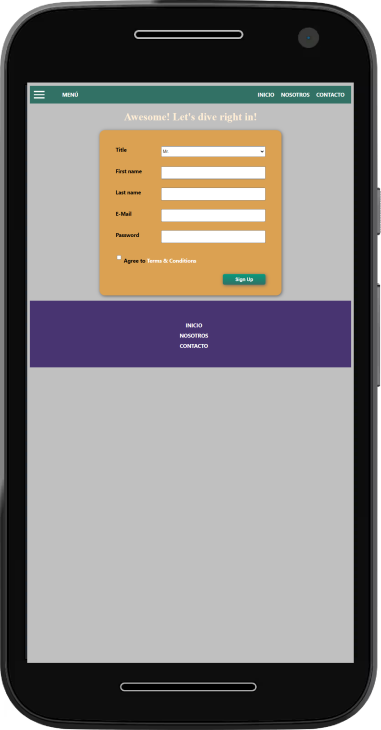 MENÚ INICIO NOSOTROS CONTACTO
Awesome! Let's dive right in!
Title Mr.
First name
Last name
E-Mail
Password
Agree to Terms & Conditions
Sign Up
INICIO
NOSOTROS
CONTACTO